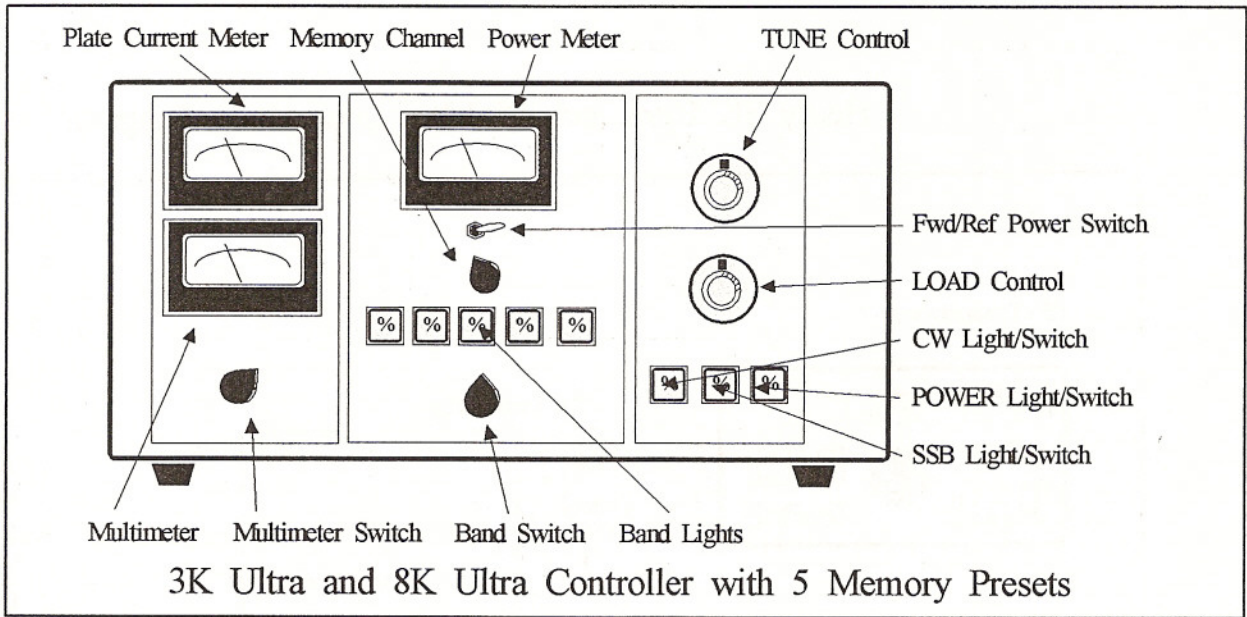 Plate Current Meter Memory Channel Power Meter TUNE Control
Fwd/Ref Power Switch
LOAD Control
% % % % %
CW Light/Switch
% % %
POWER Light/Switch
SSB Light/Switch
Multimeter Multimeter Switch Band Switch Band Lights
3K Ultra and 8K Ultra Controller with 5 Memory Presets